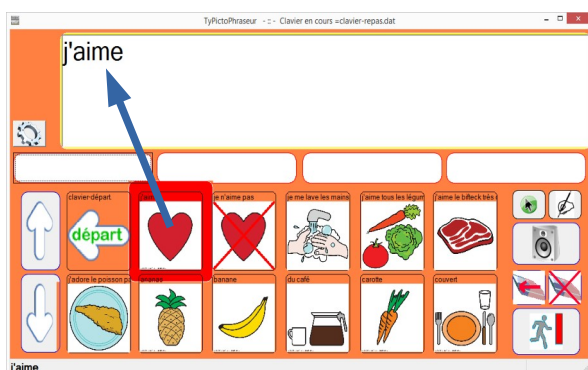 TyPictoPhraseur - :: - Clavier en cours =clavier-repas.dat
j'aime
clavier-départ
je n'aime pas
je me lave les mains
j'aime tous les légum
j'aime le bifteck très
départ
j'adore le poisson pa
ananas
banane
du café
carotte
couvert
j'aime